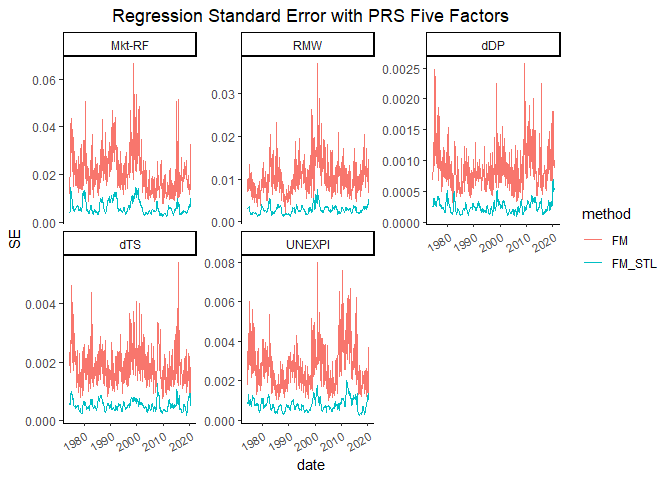 Regression Standard Error with PRS Five Factors
Mkt-RF RMW dDP
0.06 0.04 0.02 0.00
0.03 0.02 0.01 0.00
0.0025 0.0020 0.0015 0.0010 0.0005 0.0000
1980 1990 2000 2010 2020
SE
method
FM
FM_STL
dTS UNEXPI
0.004 0.002 0.000
0.008 0.006 0.004 0.002 0.000
1980 1990 2000 2010 2020
1980 1990 2000 2010 2020
date